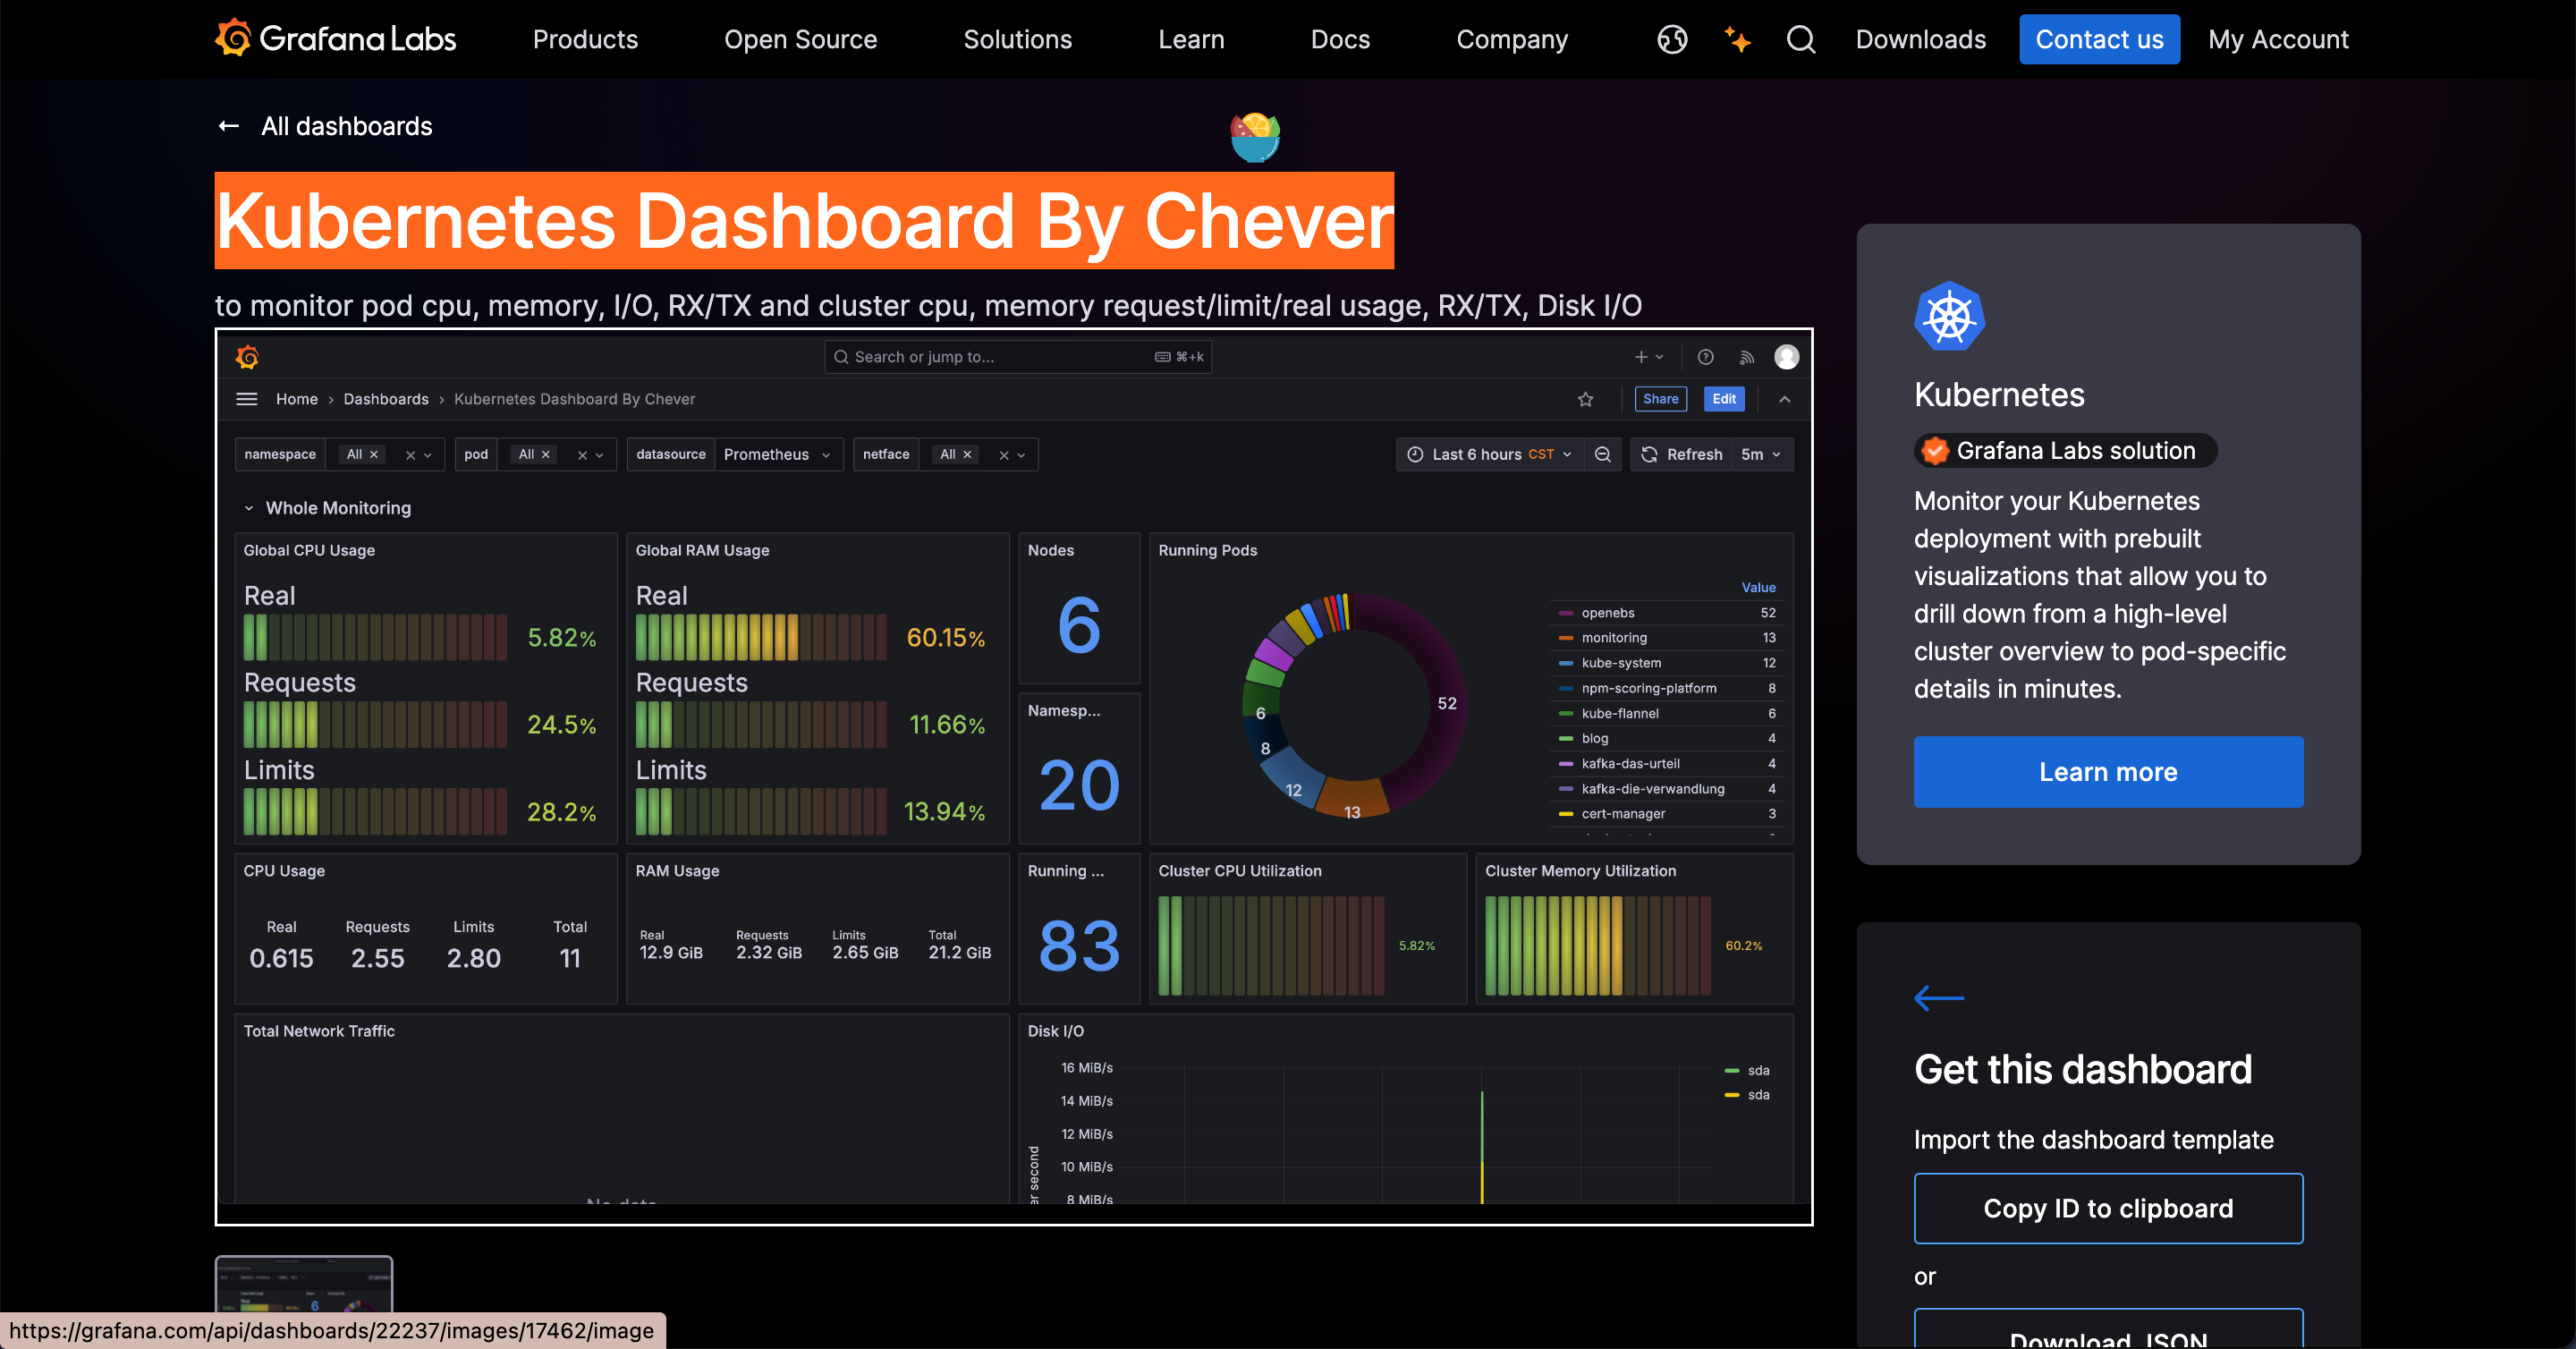 Grafana Labs
Products
Open Source
Solutions
Learn
Docs
Company
Downloads
Contact us
My Account
← All dashboards
Kubernetes Dashboard By Chever
to monitor pod cpu, memory, I/O, RX/TX and cluster cpu, memory request/limit/real usage, RX/TX, Disk I/O
Search or jump to...
⌘+k
Home › Dashboards › Kubernetes Dashboard By Chever
Share
Edit
namespace All
pod All
datasource Prometheus
netface All
Last 6 hours CST
Refresh 5m
Whole Monitoring
Global CPU Usage
Real
5.82%
Requests
24.5%
Limits
28.2%
Global RAM Usage
Real
60.15%
Requests
11.66%
Limits
13.94%
Nodes
6
Namesp...
20
Running Pods
52
13
12
8
6
Value
openebs 52
monitoring 13
kube-system 12
npm-scoring-platform 8
kube-flannel 6
blog 4
kafka-das-urteil 4
kafka-die-verwandlung 4
cert-manager 3
CPU Usage
Real Requests Limits Total
0.615 2.55 2.80 11
RAM Usage
Real Requests Limits Total
12.9 GiB 2.32 GiB 2.65 GiB 21.2 GiB
Running ...
83
Cluster CPU Utilization
5.82%
Cluster Memory Utilization
60.2%
Total Network Traffic
No data
Disk I/O
16 MiB/s
14 MiB/s
12 MiB/s
10 MiB/s
8 MiB/s
er second
sda
sda
Kubernetes
Grafana Labs solution
Monitor your Kubernetes
deployment with prebuilt
visualizations that allow you to
drill down from a high-level
cluster overview to pod-specific
details in minutes.
Learn more
Get this dashboard
Import the dashboard template
Copy ID to clipboard
or
Download JSON
https://grafana.com/api/dashboards/22237/images/17462/image